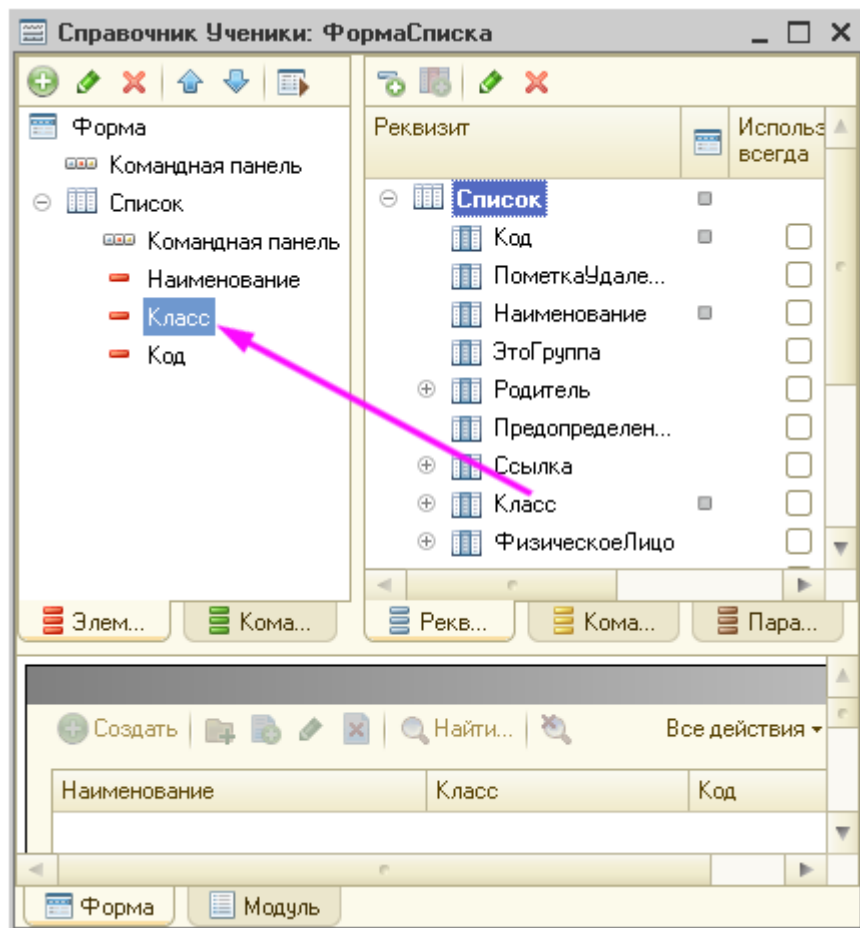 Справочник Ученики: ФормаСписка
Форма
Командная панель
Список
Командная панель
Наименование
Класс
Код
Реквизит
Использ
всегда
Список
Код
ПометкаУдале...
Наименование
ЭтоГруппа
Родитель
Предопределен...
Ссылка
Класс
ФизическоеЛицо
Элем...
Кома...
Рекв...
Кома...
Пара...
Создать
Найти...
Все действия
Наименование Класс Код
Форма
Модуль